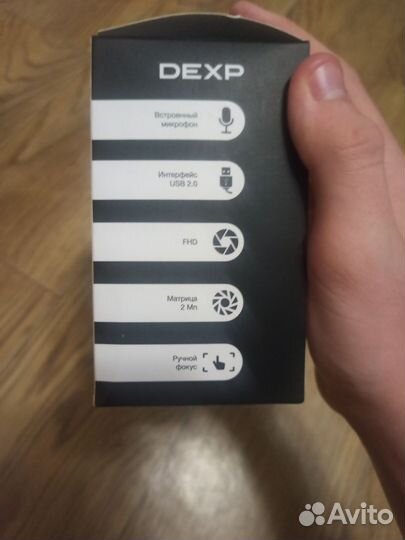 DEXP
Встроенный
микрофон
Интерфейс
USB 2.0
FHD
Матрица
2 Мп
Ручной
фокус
Avito